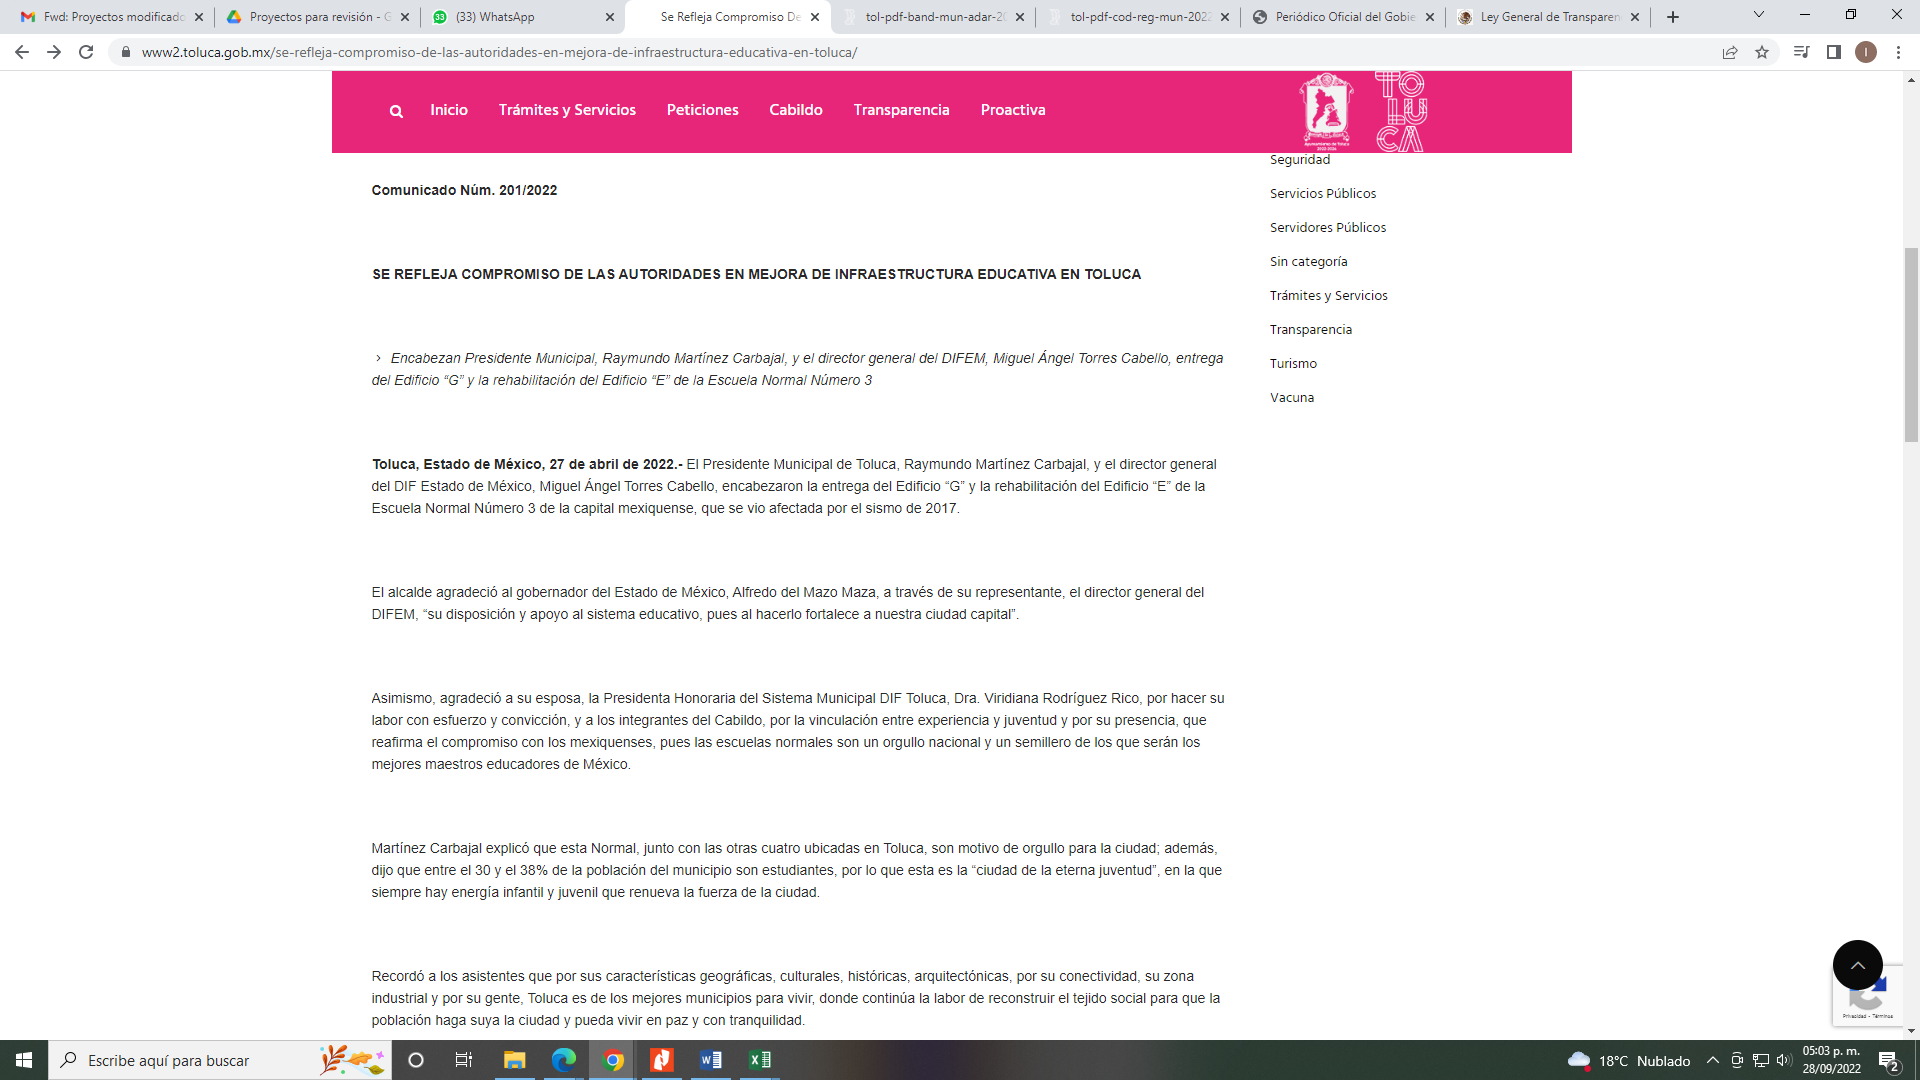 Fwd: Proyectos modificado
Proyectos para revisión - G
(33) WhatsApp
Se Refleja Compromiso De
tol-pdf-band-mun-adar-20
tol-pdf-cod-reg-mun-2022
Periódico Oficial del Gobie
Ley General de Transparen
www2.toluca.gob.mx/se-refleja-compromiso-de-las-autoridades-en-mejora-de-infraestructura-educativa-en-toluca/
I
Inicio Trámites y Servicios Peticiones Cabildo Transparencia Proactiva
TOLUCA
Seguridad
Servicios Públicos
Servidores Públicos
Sin categoría
Trámites y Servicios
Transparencia
Turismo
Vacuna
Comunicado Núm. 201/2022
SE REFLEJA COMPROMISO DE LAS AUTORIDADES EN MEJORA DE INFRAESTRUCTURA EDUCATIVA EN TOLUCA
› Encabezan Presidente Municipal, Raymundo Martínez Carbajal, y el director general del DIFEM, Miguel Ángel Torres Cabello, entrega
del Edificio “G” y la rehabilitación del Edificio “E” de la Escuela Normal Número 3
Toluca, Estado de México, 27 de abril de 2022.- El Presidente Municipal de Toluca, Raymundo Martínez Carbajal, y el director general
del DIF Estado de México, Miguel Ángel Torres Cabello, encabezaron la entrega del Edificio “G” y la rehabilitación del Edificio “E” de la
Escuela Normal Número 3 de la capital mexiquense, que se vio afectada por el sismo de 2017.
El alcalde agradeció al gobernador del Estado de México, Alfredo del Mazo Maza, a través de su representante, el director general del
DIFEM, “su disposición y apoyo al sistema educativo, pues al hacerlo fortalece a nuestra ciudad capital”.
Asimismo, agradeció a su esposa, la Presidenta Honoraria del Sistema Municipal DIF Toluca, Dra. Viridiana Rodríguez Rico, por hacer su
labor con esfuerzo y convicción, y a los integrantes del Cabildo, por la vinculación entre experiencia y juventud y por su presencia, que
reafirma el compromiso con los mexiquenses, pues las escuelas normales son un orgullo nacional y un semillero de los que serán los
mejores maestros educadores de México.
Martínez Carbajal explicó que esta Normal, junto con las otras cuatro ubicadas en Toluca, son motivo de orgullo para la ciudad; además,
dijo que entre el 30 y el 38% de la población del municipio son estudiantes, por lo que esta es la “ciudad de la eterna juventud”, en la que
siempre hay energía infantil y juvenil que renueva la fuerza de la ciudad.
Recordó a los asistentes que por sus características geográficas, culturales, históricas, arquitectónicas, por su conectividad, su zona
industrial y por su gente, Toluca es de los mejores municipios para vivir, donde continúa la labor de reconstruir el tejido social para que la
población haga suya la ciudad y pueda vivir en paz y con tranquilidad.
Privacidad - Términos
Escribe aquí para buscar
18°C Nublado
05:03 p. m.
28/09/2022
2